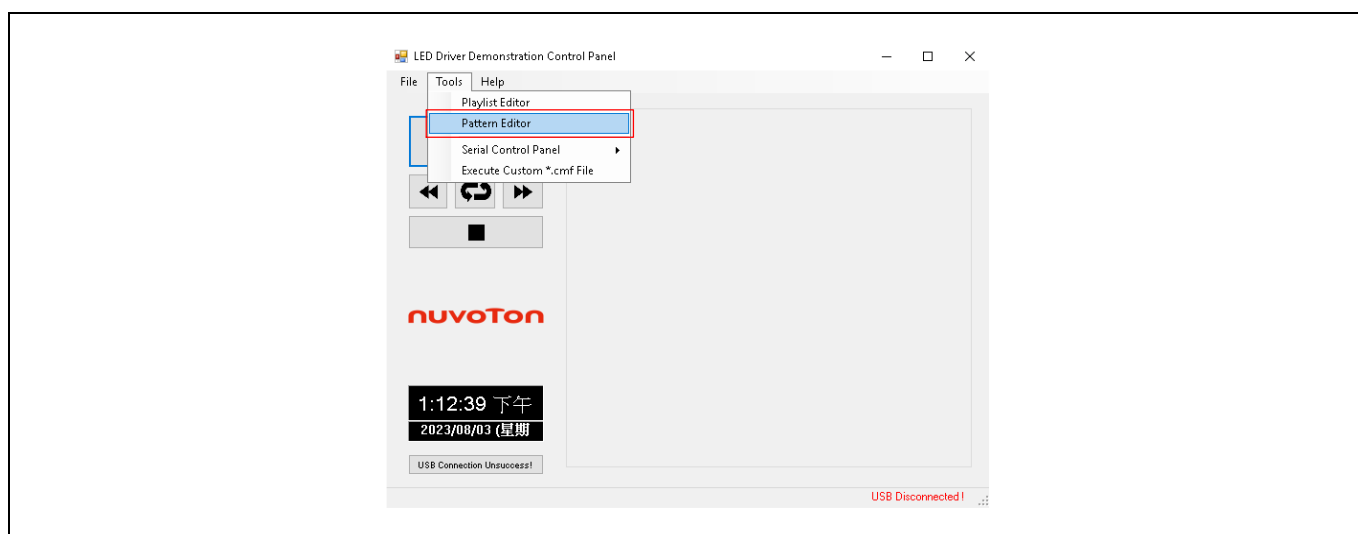 LED Driver Demonstration Control Panel
File Tools Help
Playlist Editor
Pattern Editor
Serial Control Panel
Execute Custom *.cmf File
nuvoTon
1:12:39 下午
2023/08/03 (星期
USB Connection Unsuccess!
USB Disconnected !